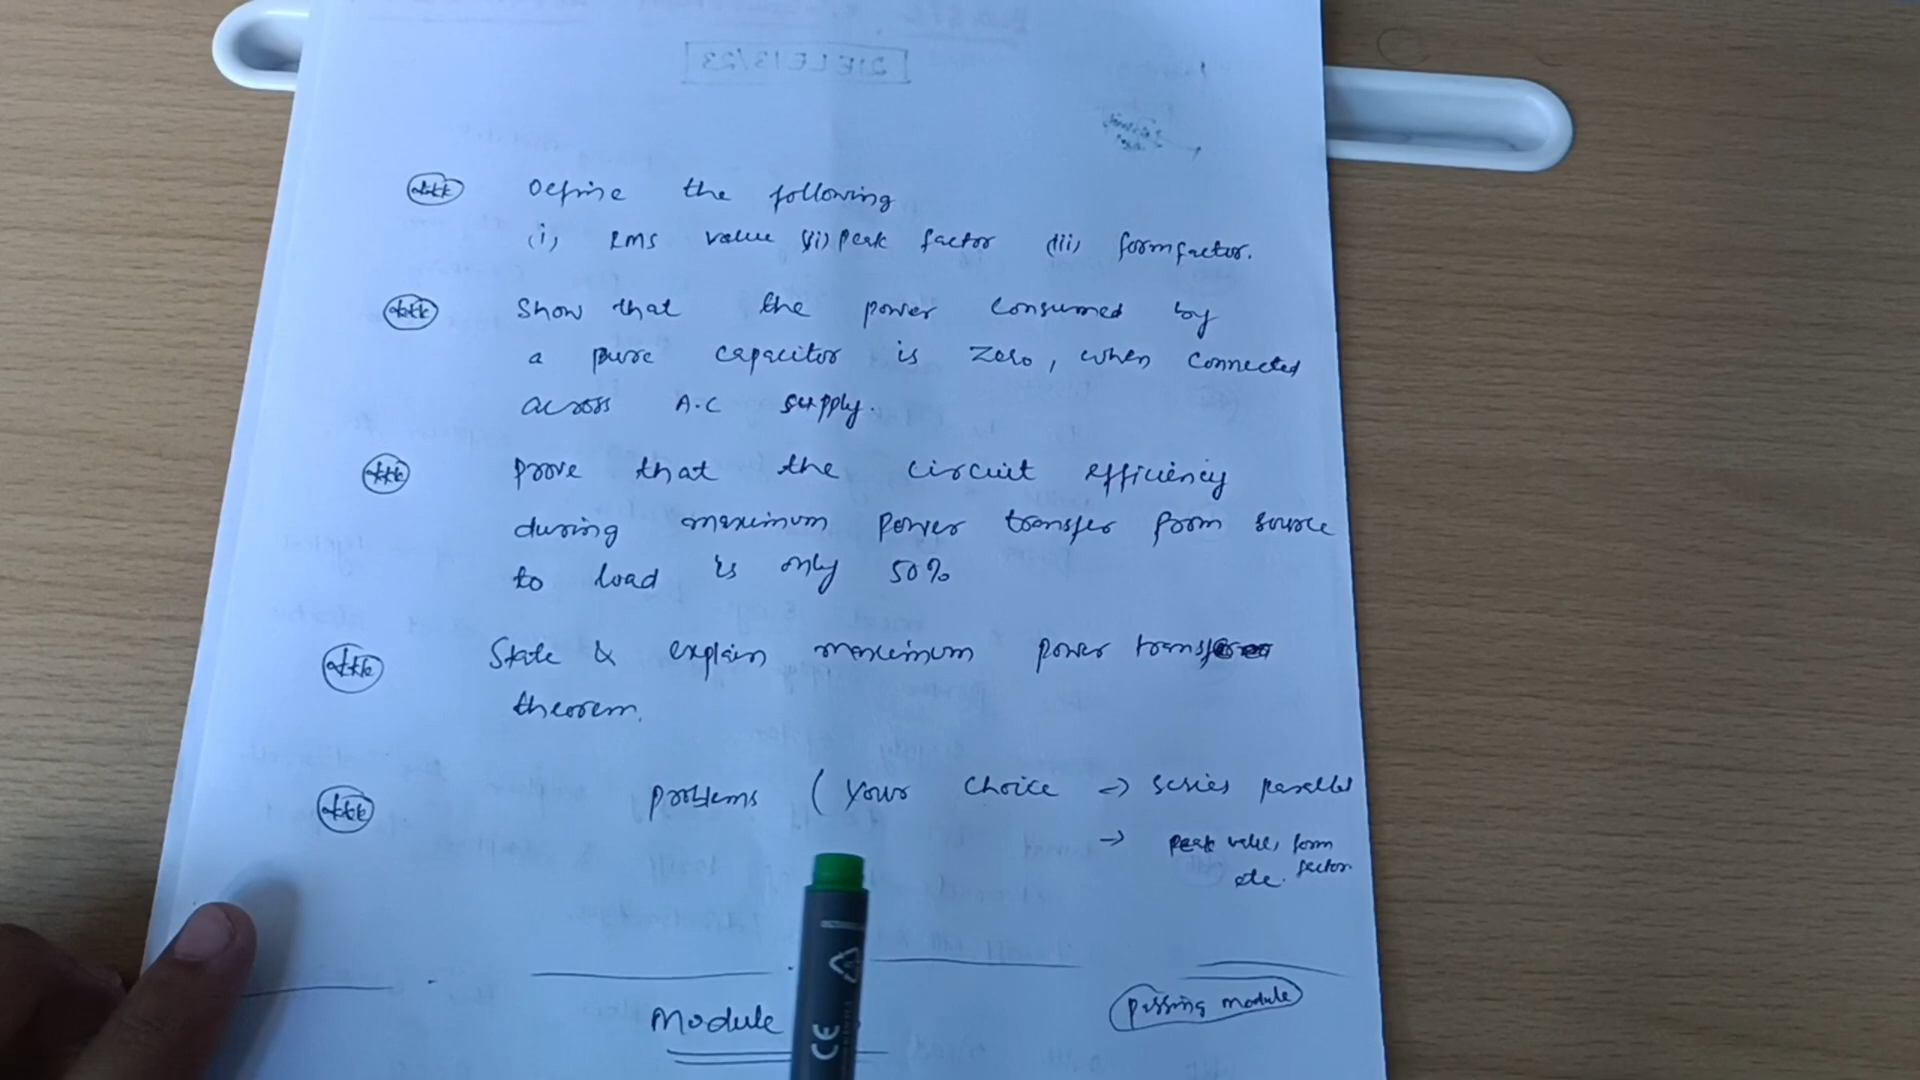 *** Define the following
(i) RMS value (ii) peak factor (iii) formfactor.
*** Show that the power consumed by
a pure capacitor is zero, when connected
across A.C supply.
*** Prove that the circuit efficiency
during maximum power transfer from source
to load is only 50%
*** State & explain maximum power transfer
theorem.
*** problems ( Your choice → series parallel
→ peak value, form
factor
etc.
Module
passing module
CE